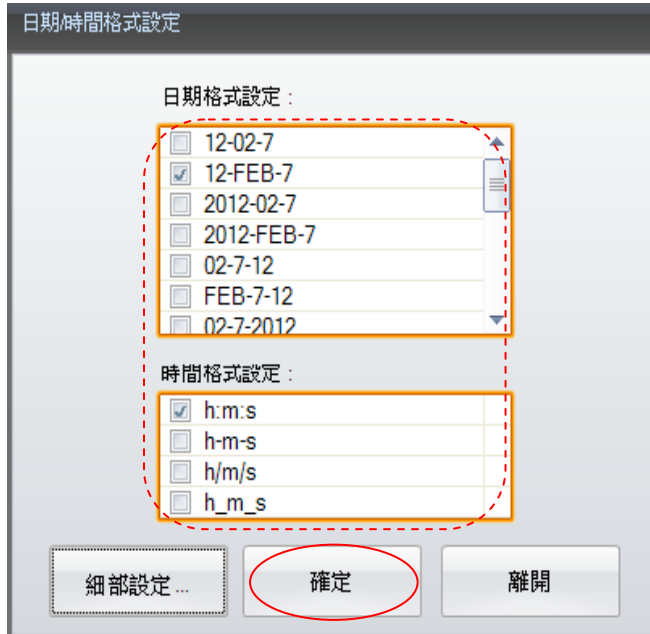 日期/時間格式設定
日期格式設定：
12-02-7
12-FEB-7
2012-02-7
2012-FEB-7
02-7-12
FEB-7-12
02-7-2012
時間格式設定：
h:m:s
h-m-s
h/m/s
h_m_s
細部設定...
確定
離開